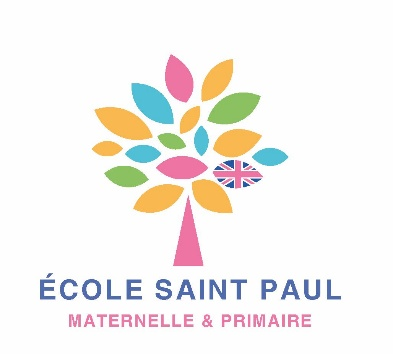 ÉCOLE SAINT PAUL
MATERNELLE & PRIMAIRE